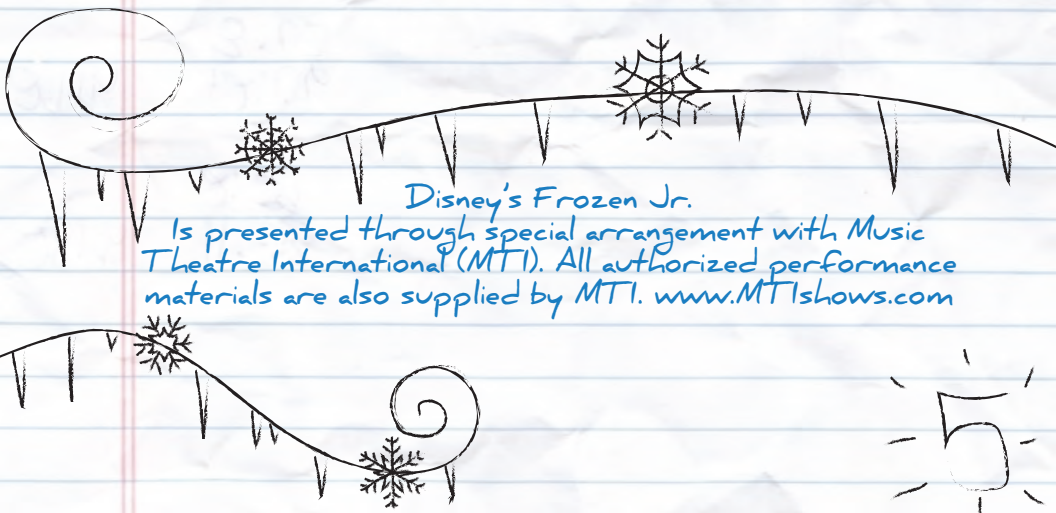 Disney's Frozen Jr.
Is presented through special arrangement with Music
Theatre International (MTI). All authorized performance
materials are also supplied by MTI. www.MTIshows.com
5